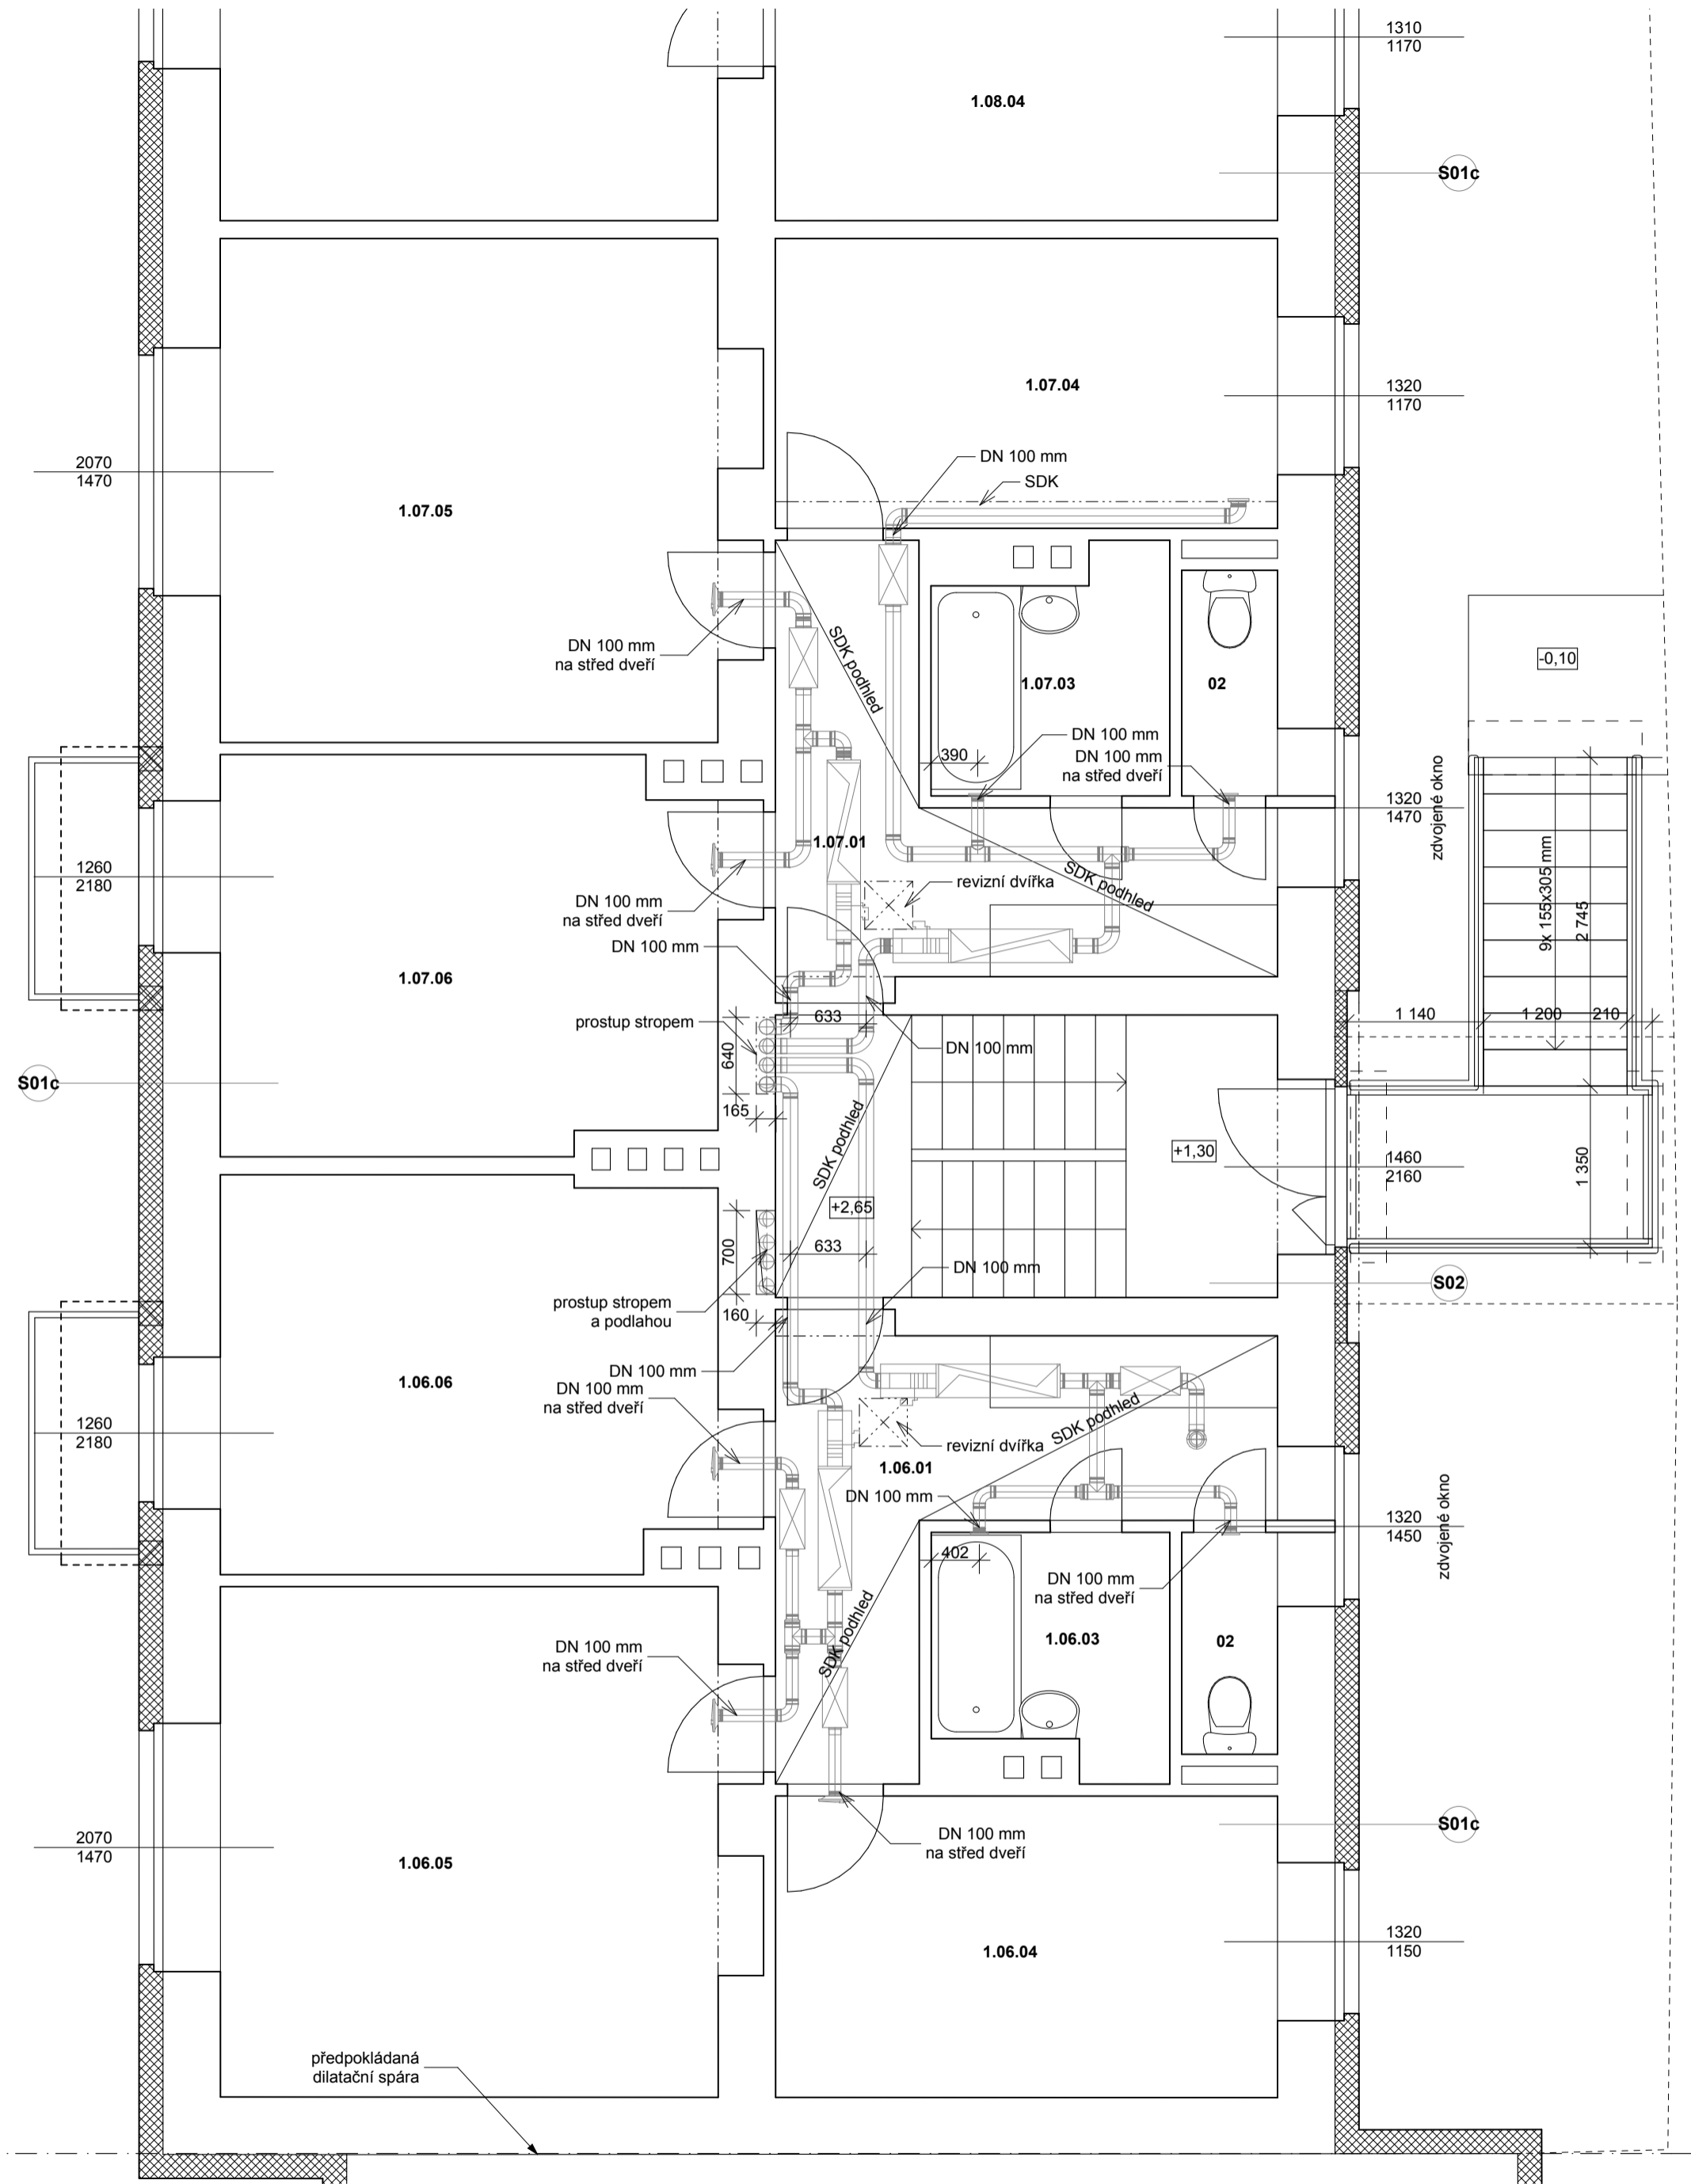 1310
1170
1.08.04
S01c
1.07.04
1320
1170
DN 100 mm
SDK
2070
1470
1.07.05
DN 100 mm
na střed dveří
SDK podhled
1.07.03
02
-0,10
DN 100 mm
DN 100 mm
na střed dveří
390
1320
1470
zdvojené okno
1.07.01
SDK podhled
revizní dvířka
1260
2180
DN 100 mm
na střed dveří
DN 100 mm
9x 155x305 mm
2 745
1.07.06
prostup stropem
633
640
DN 100 mm
1 140
1 200
210
S01c
165
SDK podhled
+1,30
1460
2160
1 350
+2,65
700
633
DN 100 mm
S02
prostup stropem
a podlahou
160
DN 100 mm
DN 100 mm
na střed dveří
1.06.06
1260
2180
SDK podhled
revizní dvířka
1.06.01
DN 100 mm
1320
1450
zdvojené okno
402
DN 100 mm
na střed dveří
SDK podhled
1.06.03
02
DN 100 mm
na střed dveří
DN 100 mm
na střed dveří
S01c
2070
1470
1.06.05
1.06.04
1320
1150
předpokládaná
dilatační spára